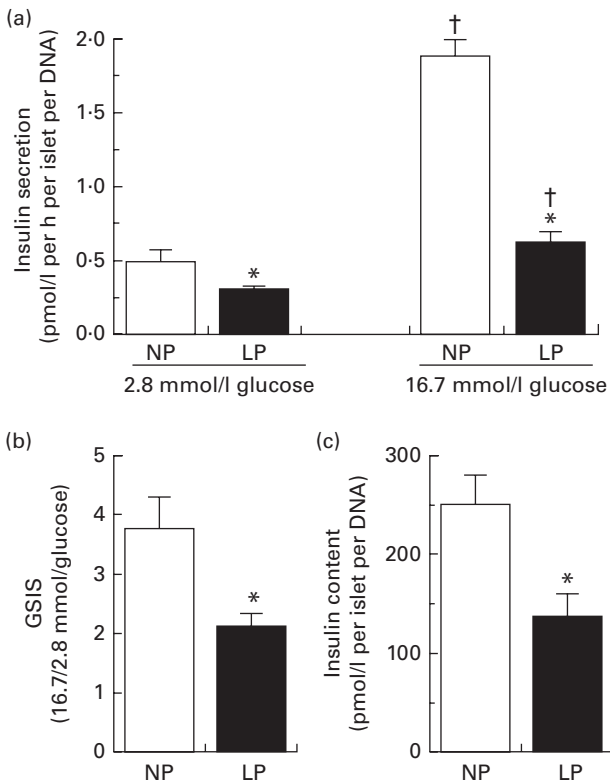 (a)
Insulin secretion
(pmol/l per h per islet per DNA)
2·0
1·5
1·0
0·5
0·0
*
†
†
*
NP LP NP LP
2.8 mmol/l glucose 16.7 mmol/l glucose
(b)
GSIS
(16.7/2.8 mmol/glucose)
5
4
3
2
1
0
*
NP LP
(c)
Insulin content
(pmol/l per islet per DNA)
300
250
100
0
*
NP LP